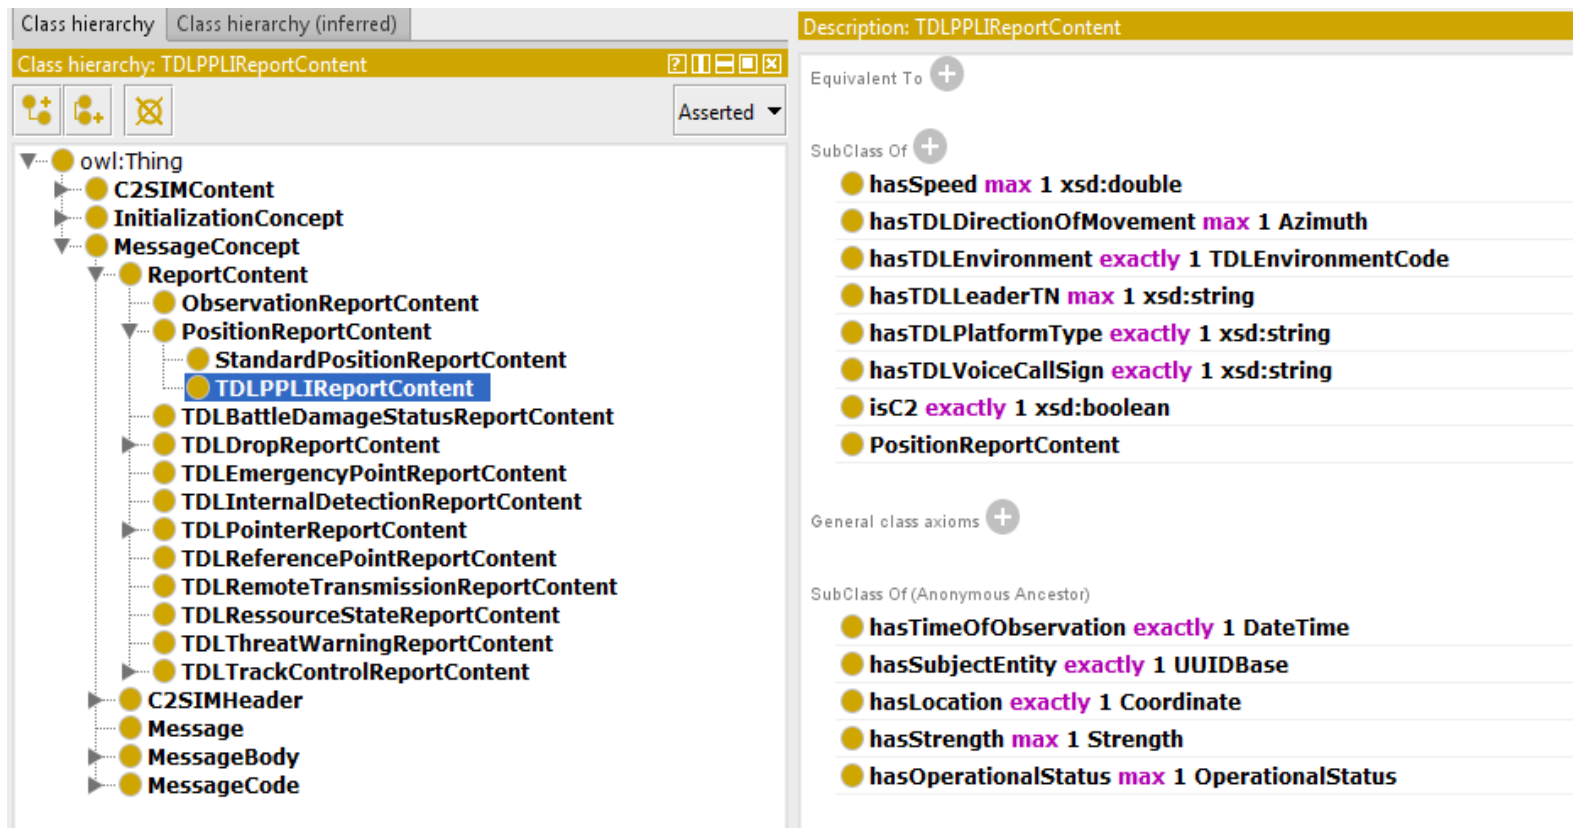 Class hierarchy Class hierarchy (inferred)
Class hierarchy: TDLPPLIReportContent
Asserted
owl:Thing
C2SIMContent
InitializationConcept
MessageConcept
ReportContent
ObservationReportContent
PositionReportContent
StandardPositionReportContent
TDLPPLIReportContent
TDLBattleDamageStatusReportContent
TDLDropReportContent
TDLEmergencyPointReportContent
TDLInternalDetectionReportContent
TDLPointerReportContent
TDLReferencePointReportContent
TDLRemoteTransmissionReportContent
TDLRessourceStateReportContent
TDLThreatWarningReportContent
TDLTrackControlReportContent
C2SIMHeader
Message
MessageBody
MessageCode
Description: TDLPPLIReportContent
Equivalent To
SubClass Of
hasSpeed max 1 xsd:double
hasTDLDirectionOfMovement max 1 Azimuth
hasTDLEnvironment exactly 1 TDLEnvironmentCode
hasTDLLeaderTN max 1 xsd:string
hasTDLPlatformType exactly 1 xsd:string
hasTDLVoiceCallSign exactly 1 xsd:string
isC2 exactly 1 xsd:boolean
PositionReportContent
General class axioms
SubClass Of (Anonymous Ancestor)
hasTimeOfObservation exactly 1 DateTime
hasSubjectEntity exactly 1 UUIDBase
hasLocation exactly 1 Coordinate
hasStrength max 1 Strength
hasOperationalStatus max 1 OperationalStatus